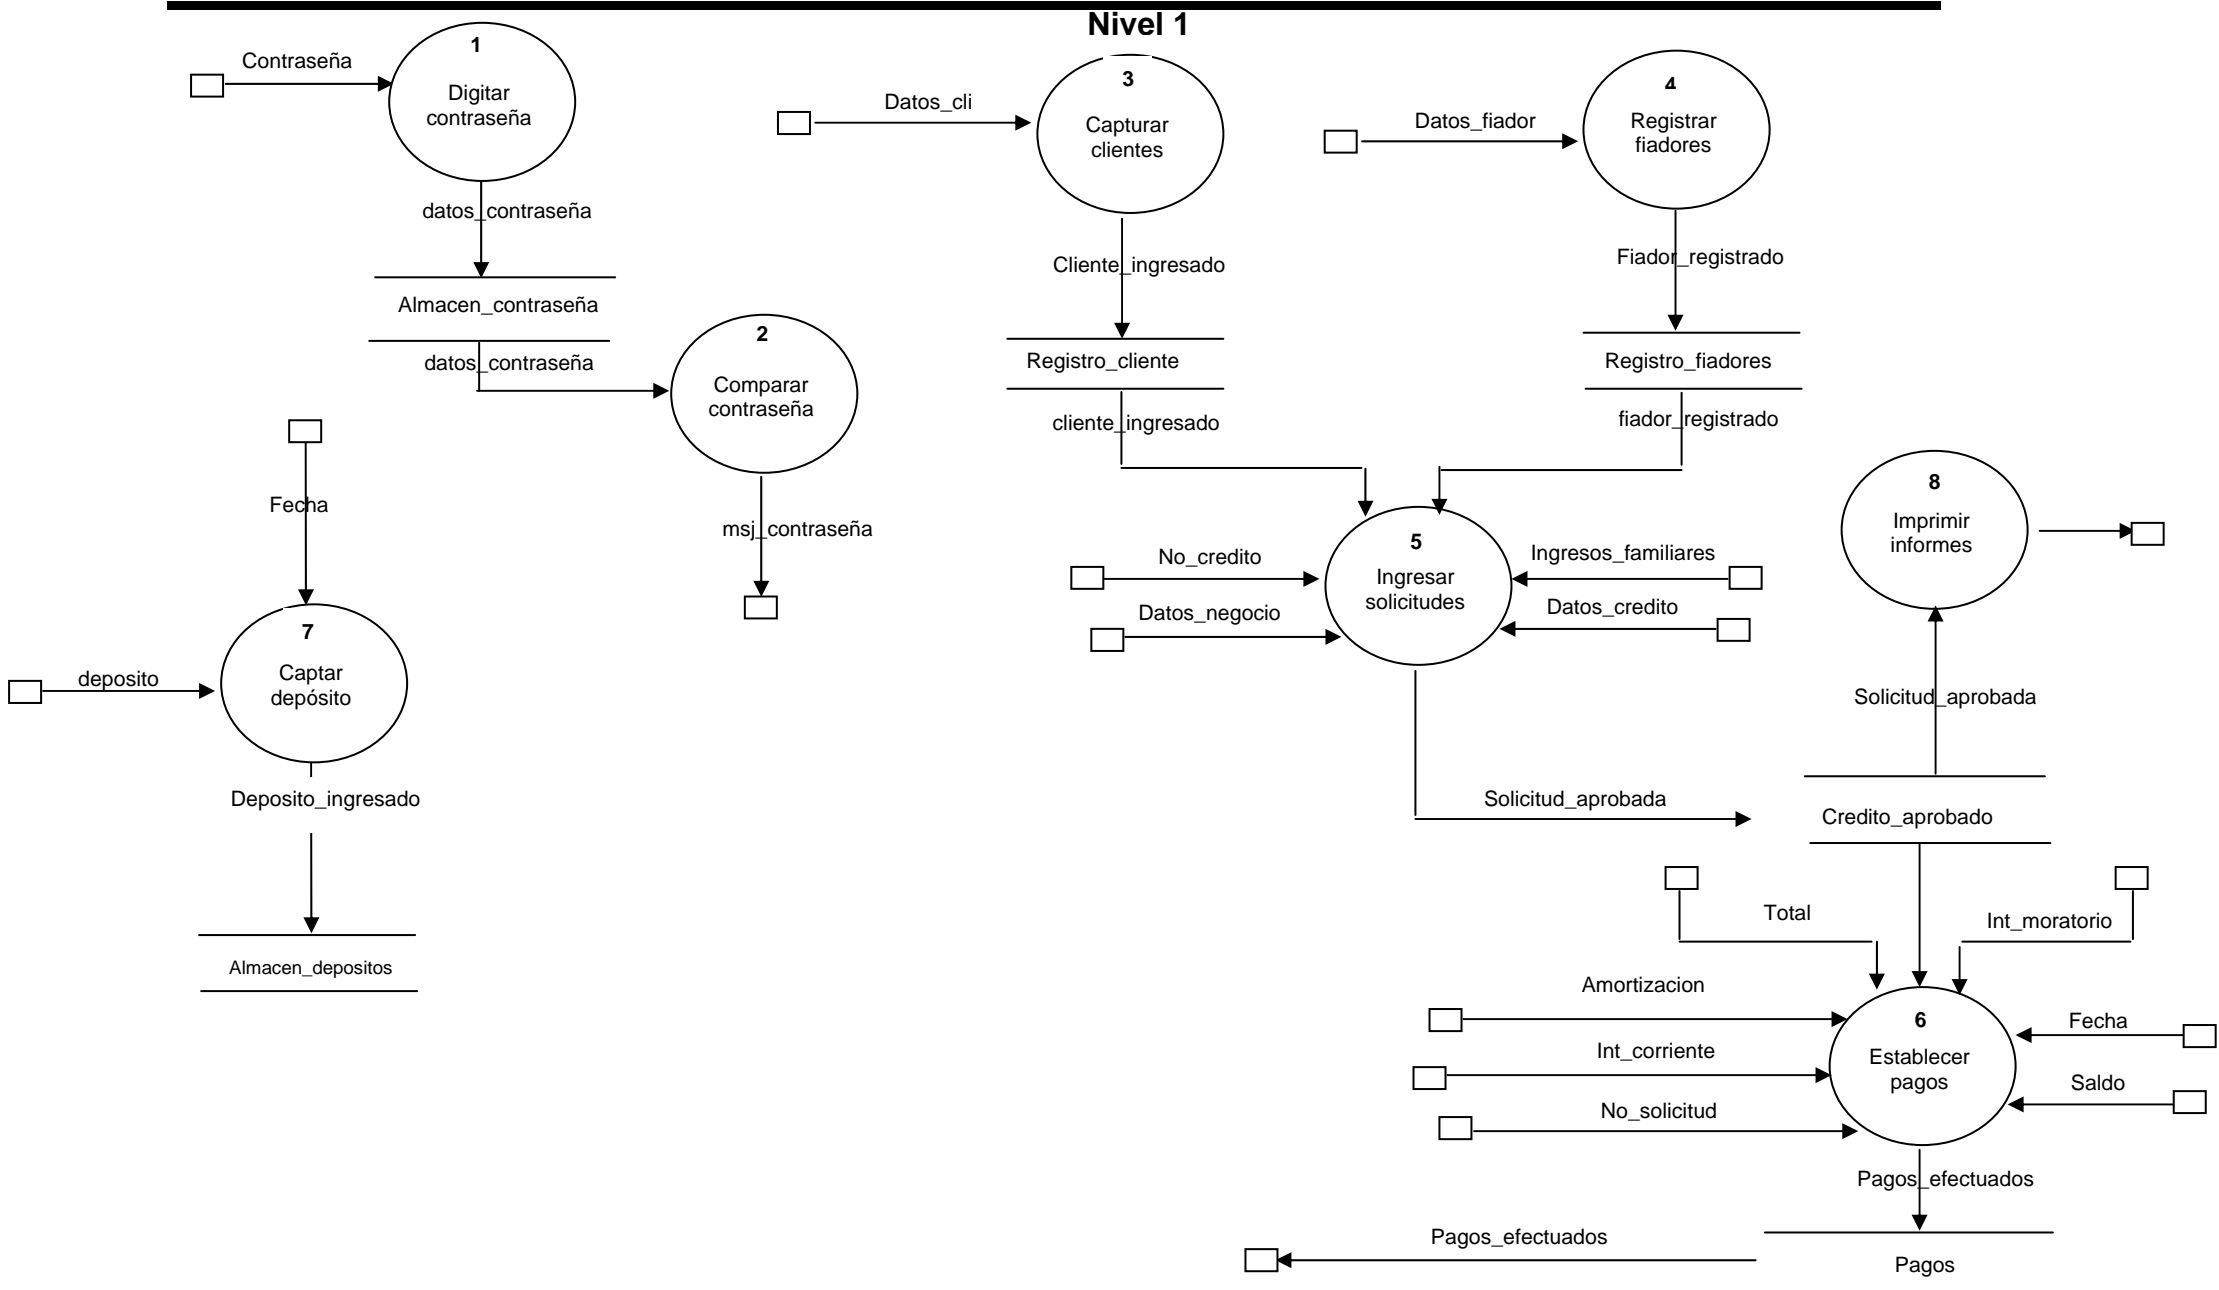 Nivel 1
1
Contraseña
Digitar
contraseña
datos_contraseña
Almacen_contraseña
datos_contraseña
2
Comparar
contraseña
msj_contraseña
3
Datos_cli
Capturar
clientes
Cliente_ingresado
Registro_cliente
cliente_ingresado
4
Datos_fiador
Registrar
fiadores
Fiador_registrado
Registro_fiadores
fiador_registrado
Fecha
7
Captar
depósito
deposito
Deposito_ingresado
Almacen_depositos
5
Ingresar
solicitudes
No_credito
Datos_negocio
Ingresos_familiares
Datos_credito
8
Imprimir
informes
Solicitud_aprobada
Solicitud_aprobada
Credito_aprobado
Total
Int_moratorio
Amortizacion
6
Establecer
pagos
Fecha
Int_corriente
Saldo
No_solicitud
Pagos_efectuados
Pagos_efectuados
Pagos